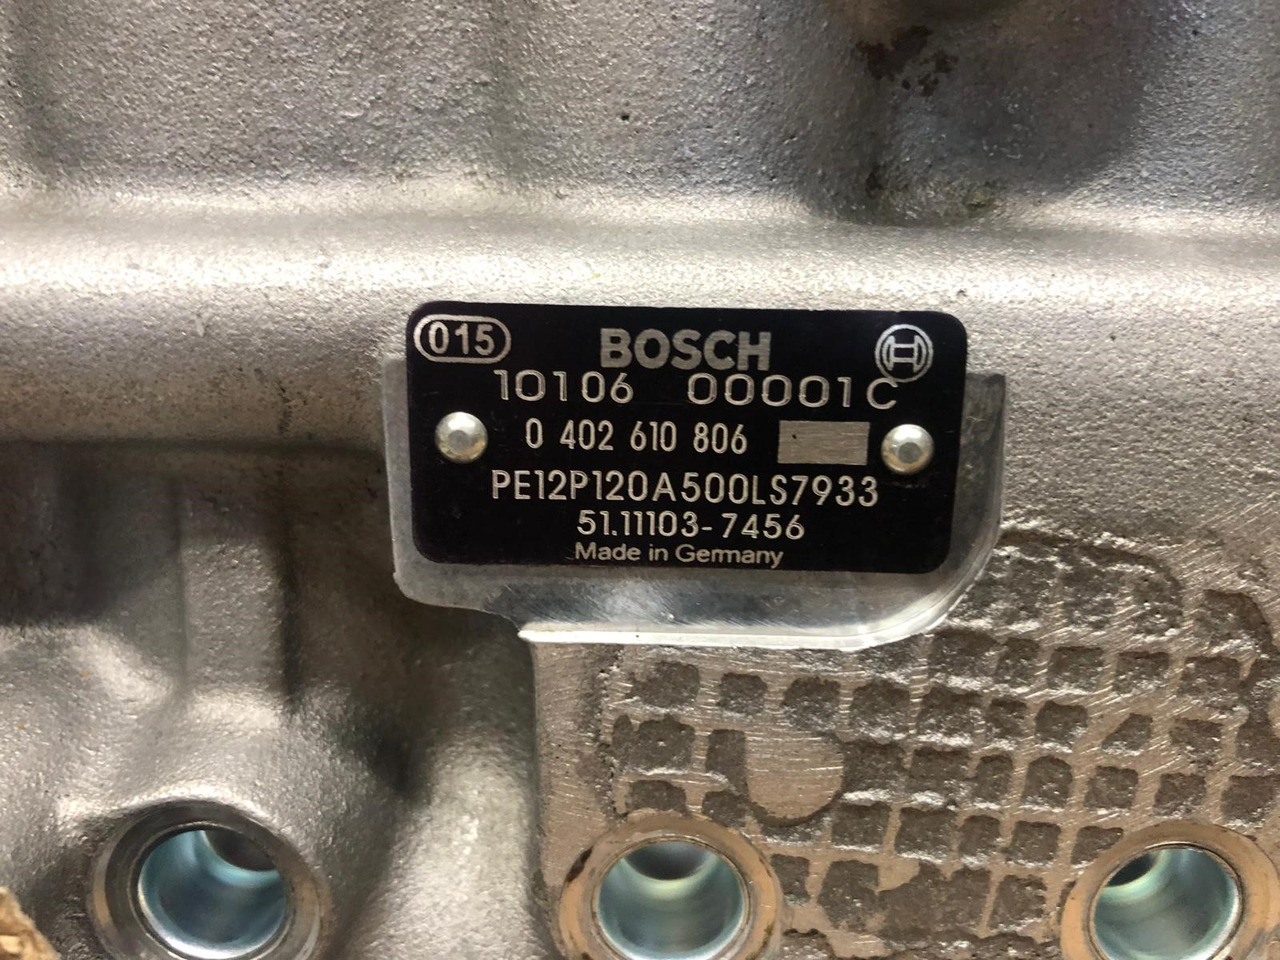 015 BOSCH
10106 00001C
0 402 610 806
PE12P120A500LS7933
51.11103-7456
Made in Germany